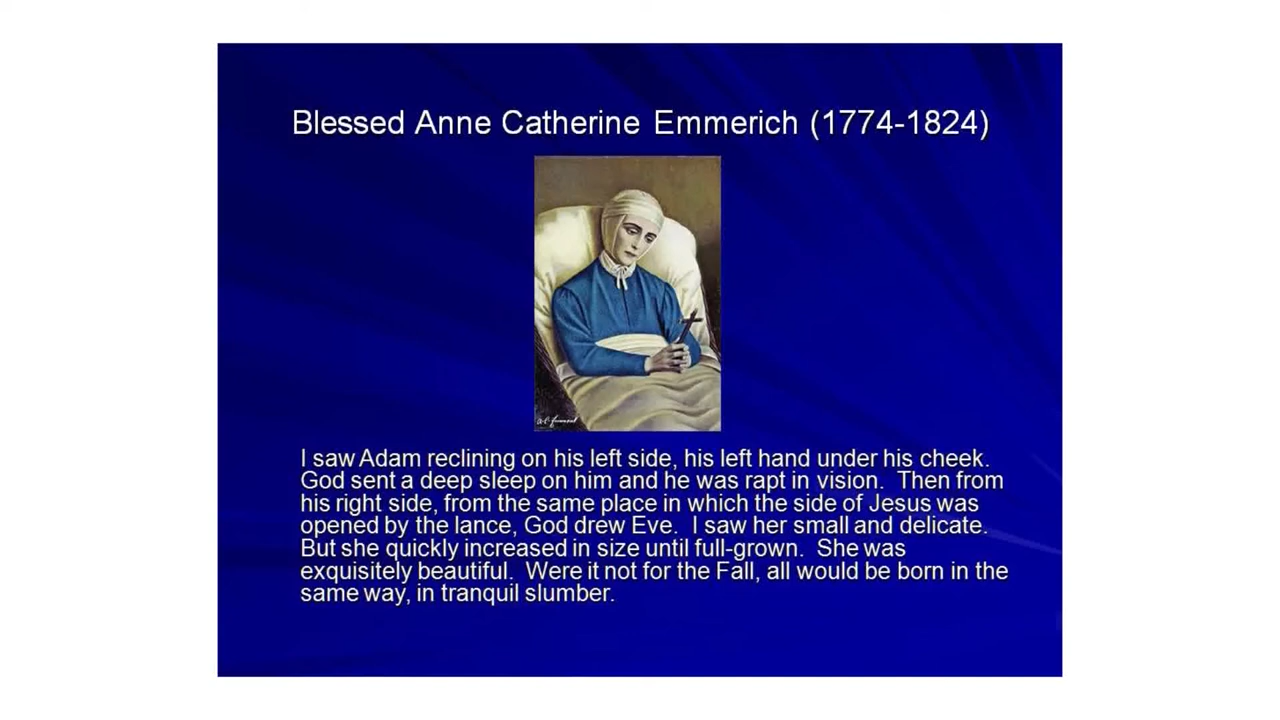 Blessed Anne Catherine Emmerich (1774-1824)
I saw Adam reclining on his left side, his left hand under his cheek.
God sent a deep sleep on him and he was rapt in vision.  Then from
his right side, from the same place in which the side of Jesus was
opened by the lance, God drew Eve.  I saw her small and delicate.
But she quickly increased in size until full-grown.  She was
exquisitely beautiful.  Were it not for the Fall, all would be born in the
same way, in tranquil slumber.